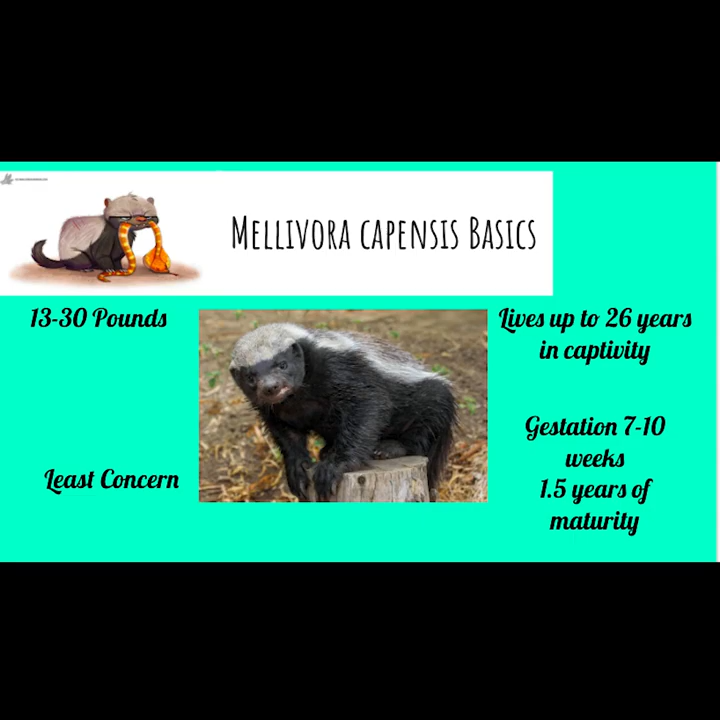 Mellivora capensis Basics
13-30 Pounds
Lives up to 26 years
in captivity
Least Concern
Gestation 7-10
weeks
1.5 years of
maturity